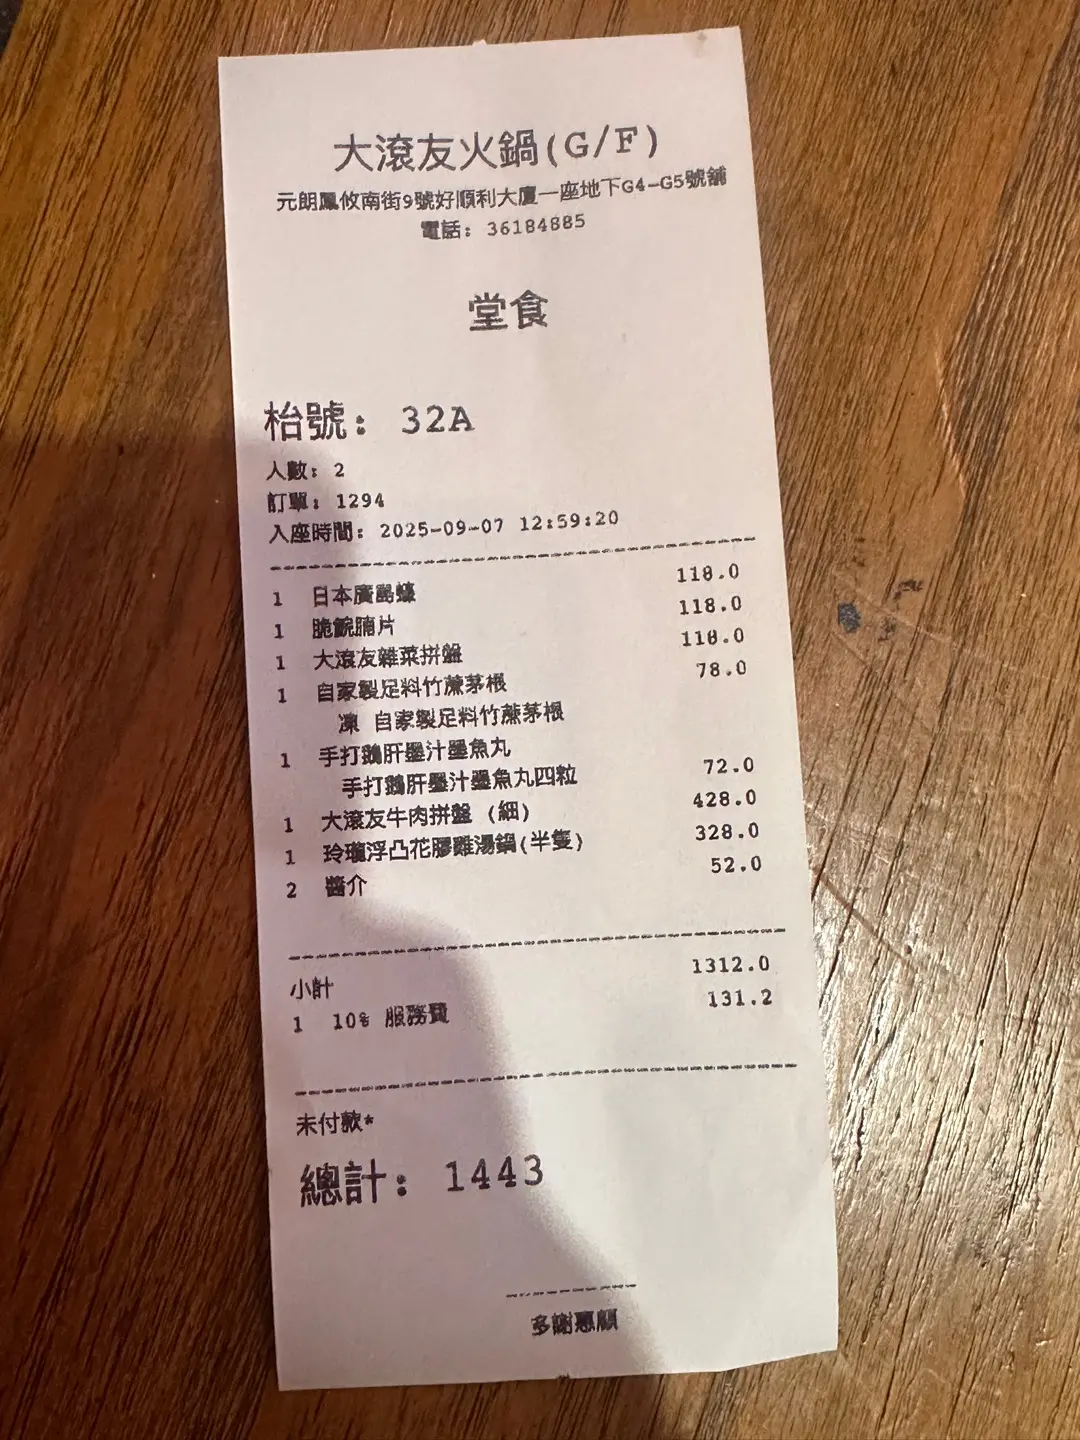 大滾友火鍋(G/F)
元朗鳳攸南街9號好順利大廈一座地下G4-G5號舖
電話: 36184885
堂食
枱號: 32A
人數: 2
訂單: 1294
入座時間: 2025-09-07 12:59:20
1 日本廣島蠔 118.0
1 脆鯇腩片 118.0
1 大滾友雜菜拼盤 118.0
1 自家製足料竹蔗茅根 78.0
凍 自家製足料竹蔗茅根
1 手打鵝肝墨汁墨魚丸
手打鵝肝墨汁墨魚丸四粒 72.0
1 大滾友牛肉拼盤 (細) 428.0
1 玲瓏浮凸花膠雞湯鍋(半隻) 328.0
2 醬介 52.0
小計 1312.0
1 10% 服務費 131.2
未付款*
總計: 1443
多謝惠顧